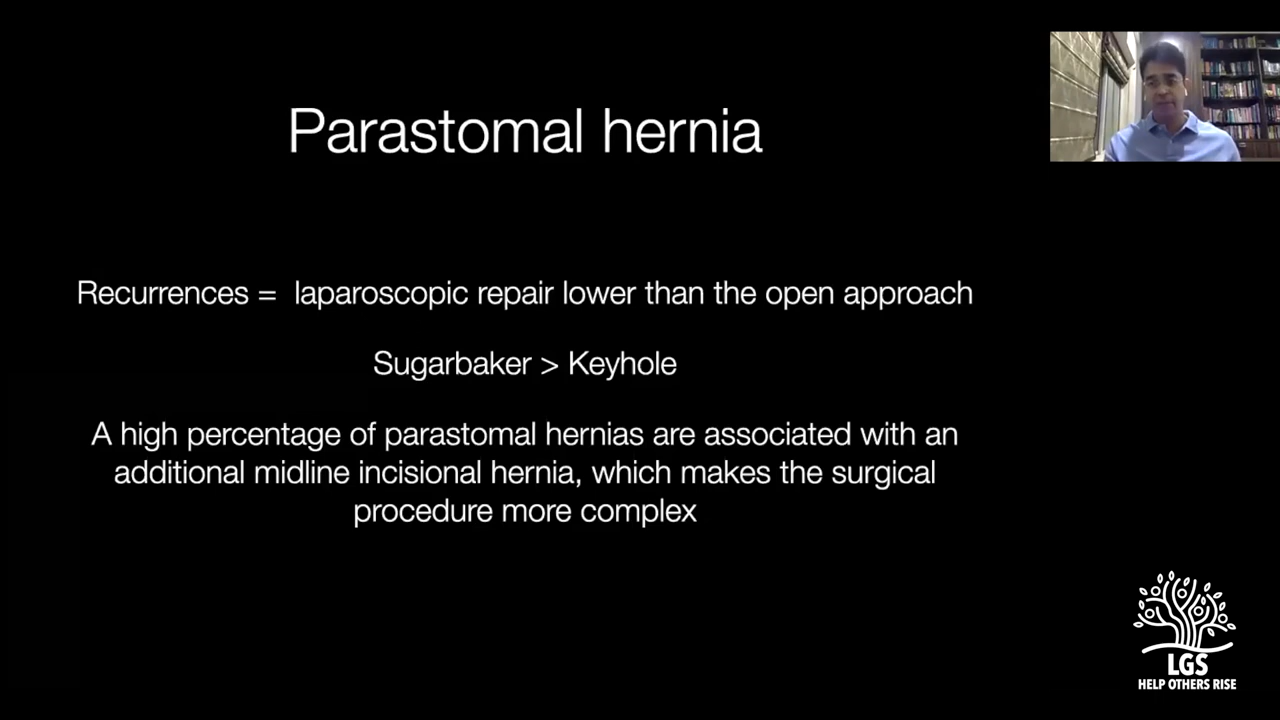 Parastomal hernia
Recurrences = laparoscopic repair lower than the open approach
Sugarbaker > Keyhole
A high percentage of parastomal hernias are associated with an
additional midline incisional hernia, which makes the surgical
procedure more complex
LGS
HELP OTHERS RISE